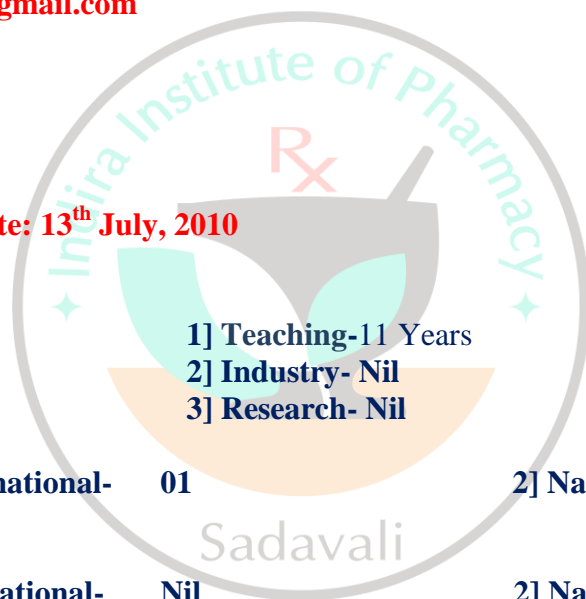 gmail.com
Indira Institute of Pharmacy
Rx
te: 13th July, 2010
1] Teaching-11 Years
2] Industry- Nil
3] Research- Nil
national- 01 2] Na
Sadavali
ational- Nil 2] Na